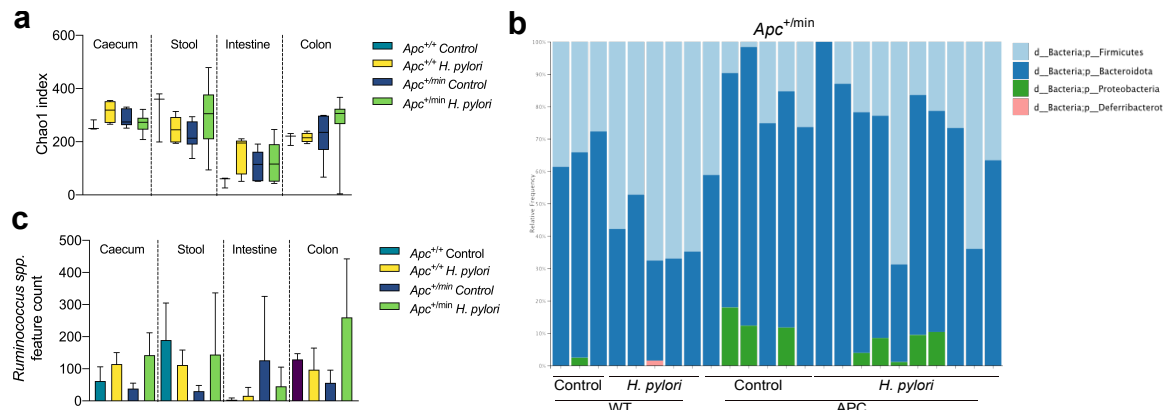 a
600
400
200
0
Chao1 index
Caecum Stool Intestine Colon
Apc+/+ Control
Apc+/+ H. pylori
Apc+/min Control
Apc+/min H. pylori
b
Apc+/min
100%
90%
80%
70%
60%
50%
40%
30%
20%
10%
0%
Relative Frequency
Control H. pylori Control H. pylori
WT APC
d__Bacteria;p__Firmicutes
d__Bacteria;p__Bacteroidota
d__Bacteria;p__Proteobacteria
d__Bacteria;p__Deferribacterot
c
500
400
300
200
100
0
Ruminococcus spp.
feature count
Caecum Stool Intestine Colon
Apc+/+ Control
Apc+/+ H. pylori
Apc+/min Control
Apc+/min H. pylori